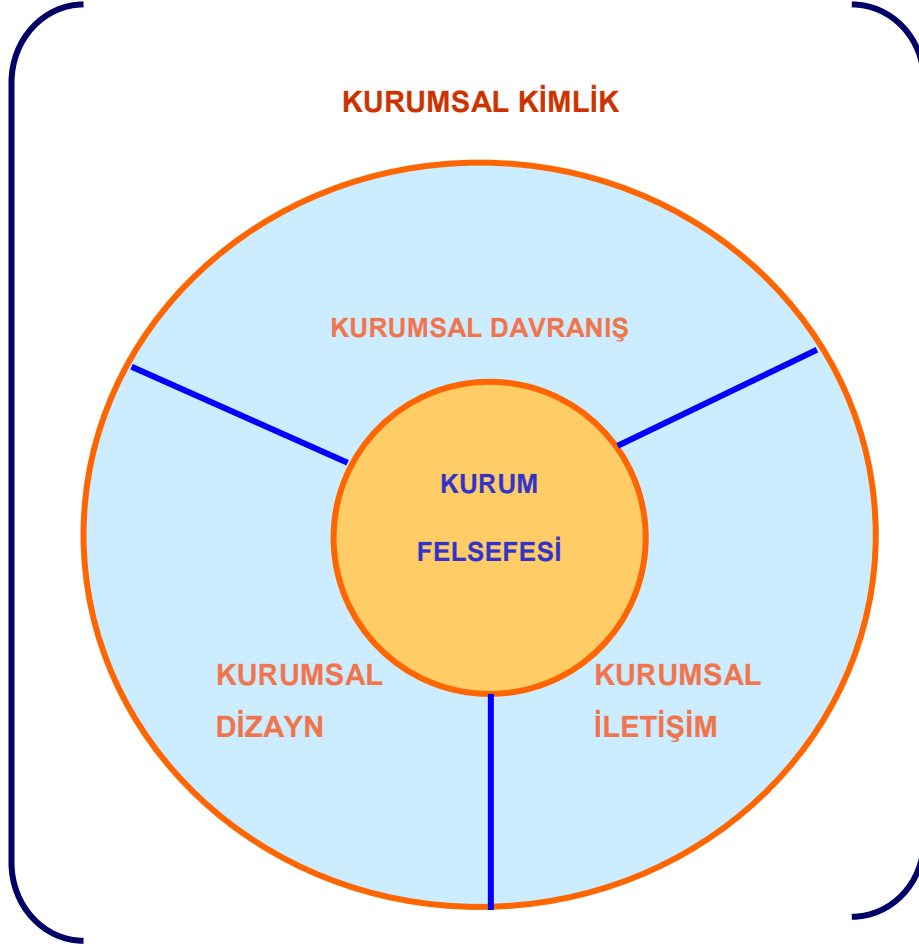 KURUMSAL KİMLİK
KURUMSAL DAVRANIŞ
KURUM
FELSEFESİ
KURUMSAL
DİZAYN
KURUMSAL
İLETİŞİM